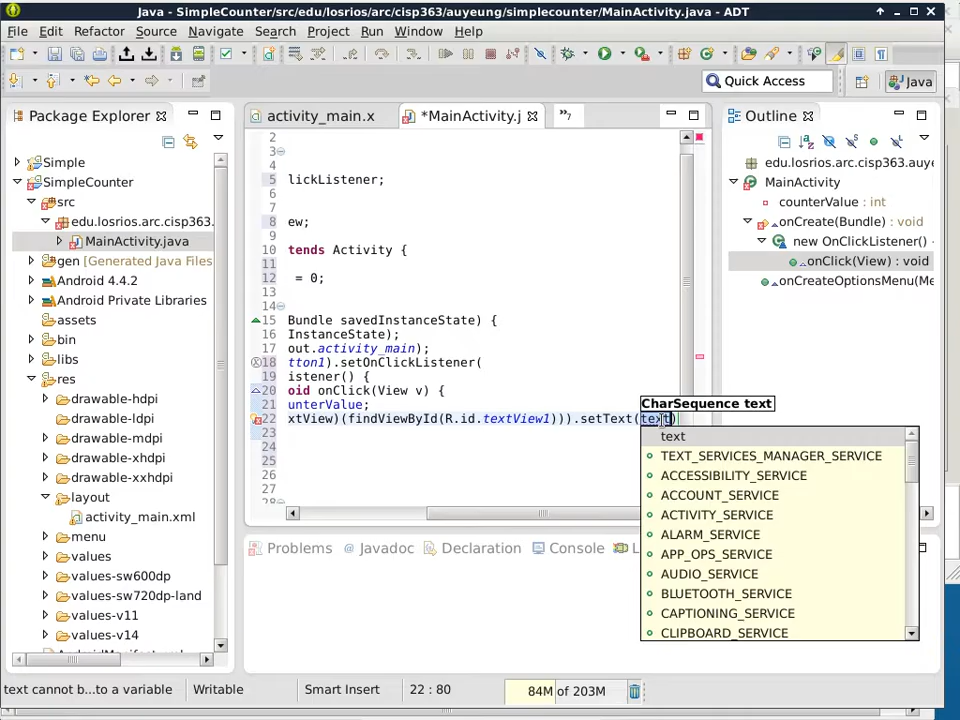 Java - SimpleCounter/src/edu/losrios/arc/cisp363/auyeung/simplecounter/MainActivity.java - ADT
File Edit Refactor Source Navigate Search Project Run Window Help
Quick Access
Java
Package Explorer
Simple
SimpleCounter
src
edu.losrios.arc.cisp363.
MainActivity.java
gen [Generated Java Files
Android 4.4.2
Android Private Libraries
assets
bin
libs
res
drawable-hdpi
drawable-ldpi
drawable-mdpi
drawable-xhdpi
drawable-xxhdpi
layout
activity_main.xml
menu
values
values-sw600dp
values-sw720dp-land
values-v11
values-v14
activity_main.x
*MainActivity.j
»7
2
3
4
5 lickListener;
6
7
8 ew;
9
10 tends Activity {
11
12 = 0;
13
14
15 Bundle savedInstanceState) {
16 InstanceState);
17 out.activity_main);
18 tton1).setOnClickListener(
19 istener() {
20 oid onClick(View v) {
21 unterValue;
22 xtView)(findViewById(R.id.textView1))).setText(text)
23
24
25
26
27
28
CharSequence text
text
TEXT_SERVICES_MANAGER_SERVICE
ACCESSIBILITY_SERVICE
ACCOUNT_SERVICE
ACTIVITY_SERVICE
ALARM_SERVICE
APP_OPS_SERVICE
AUDIO_SERVICE
BLUETOOTH_SERVICE
CAPTIONING_SERVICE
CLIPBOARD_SERVICE
Outline
edu.losrios.arc.cisp363.auye
MainActivity
counterValue : int
onCreate(Bundle) : void
new OnClickListener()
onClick(View) : void
onCreateOptionsMenu(Me
Problems
@ Javadoc
Declaration
Console
L
text cannot b...to a variable
Writable
Smart Insert
22 : 80
84M of 203M